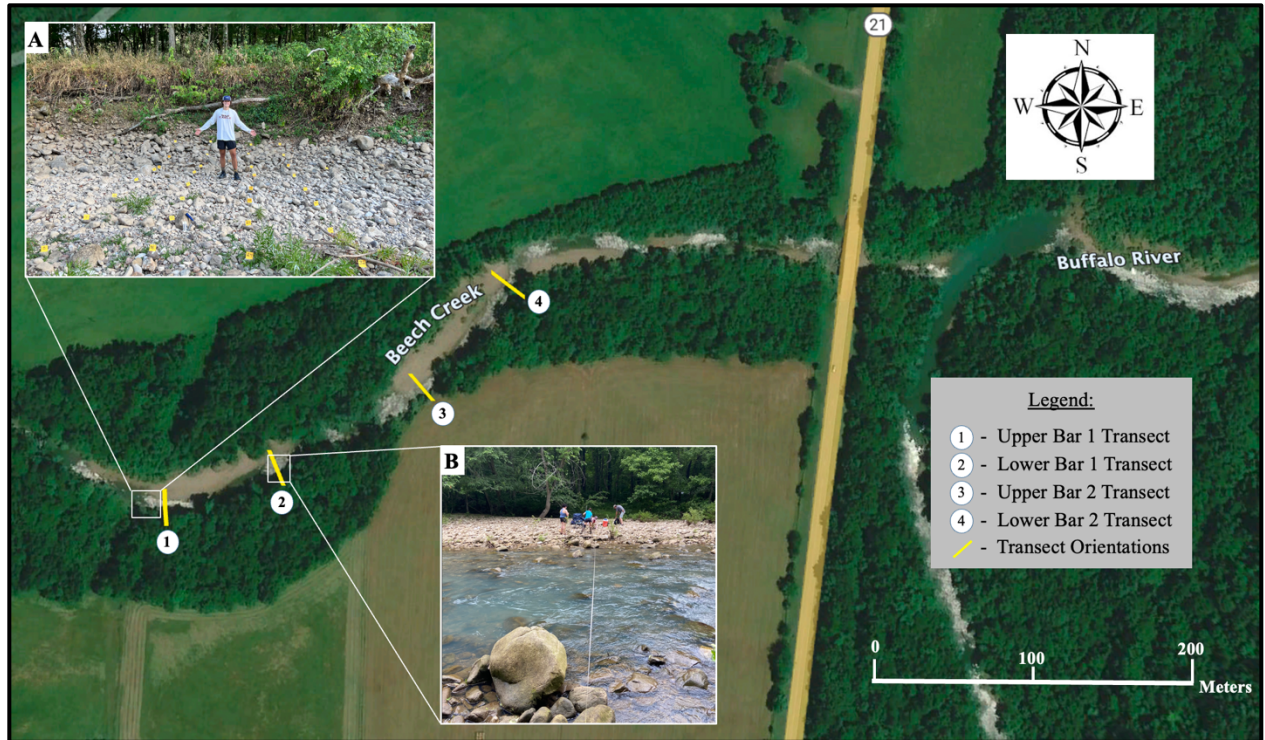 A
21
N
W E
S
Buffalo River
Beech Creek
4
3
2
1
B
Legend:
1 - Upper Bar 1 Transect
2 - Lower Bar 1 Transect
3 - Upper Bar 2 Transect
4 - Lower Bar 2 Transect
- Transect Orientations
0 100 200
Meters